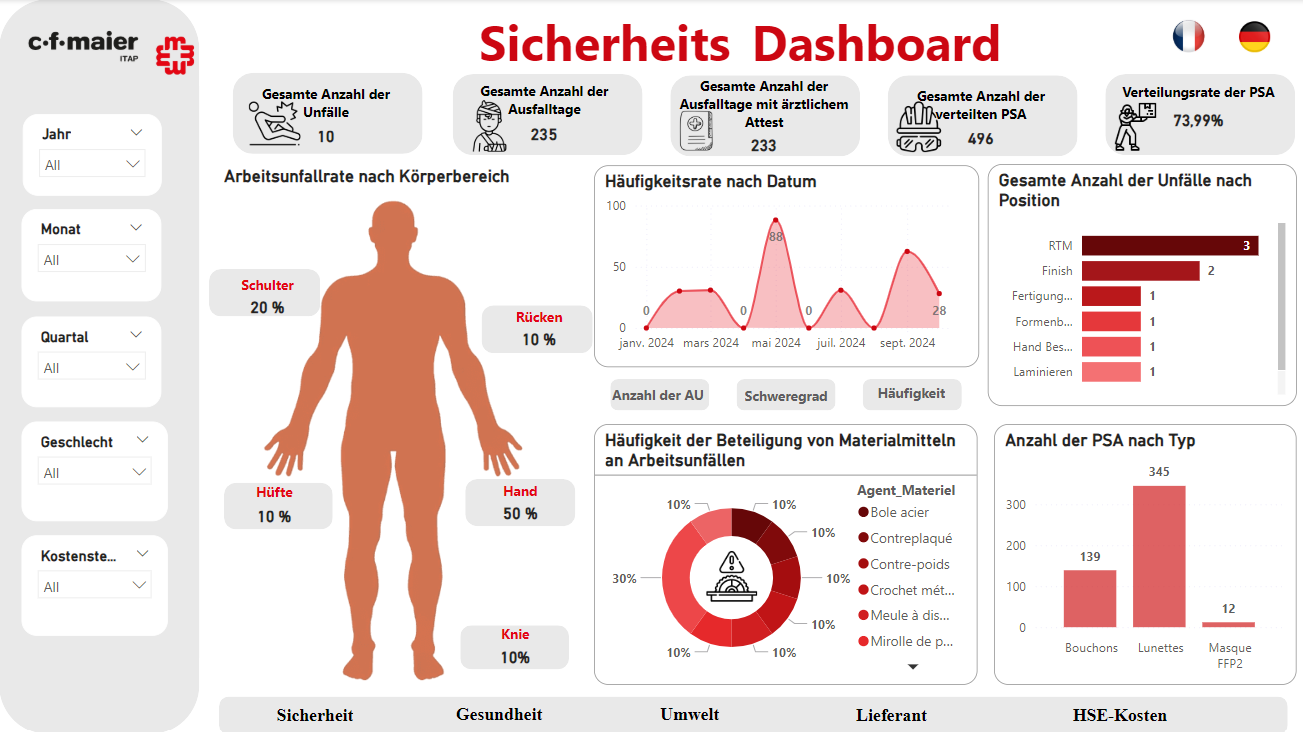 c·f·maier
ITAP
Sicherheits Dashboard
Gesamte Anzahl der
Unfälle
10
Gesamte Anzahl der
Ausfalltage
235
Gesamte Anzahl der
Ausfalltage mit ärztlichem
Attest
233
Gesamte Anzahl der
verteilten PSA
496
Verteilungsrate der PSA
73,99%
Jahr
All
Monat
All
Quartal
All
Geschlecht
All
Kostenste...
All
Arbeitsunfallrate nach Körperbereich
Schulter
20 %
Rücken
10 %
Hüfte
10 %
Hand
50 %
Knie
10%
Häufigkeitsrate nach Datum
100
50
0
0
88
0
0
28
janv. 2024 mars 2024 mai 2024 juil. 2024 sept. 2024
Anzahl der AU
Schweregrad
Häufigkeit
Gesamte Anzahl der Unfälle nach
Position
RTM 3
Finish 2
Fertigung... 1
Formenb... 1
Hand Bes... 1
Laminieren 1
Häufigkeit der Beteiligung von Materialmitteln
an Arbeitsunfällen
10% 10%
10%
30% 10%
10%
10% 10%
Agent_Materiel
Bole acier
Contreplaqué
Contre-poids
Crochet mét...
Meule à dis...
Mirolle de p...
Anzahl der PSA nach Typ
300
200
100
0
139
345
12
Bouchons Lunettes Masque
FFP2
Sicherheit Gesundheit Umwelt Lieferant HSE-Kosten